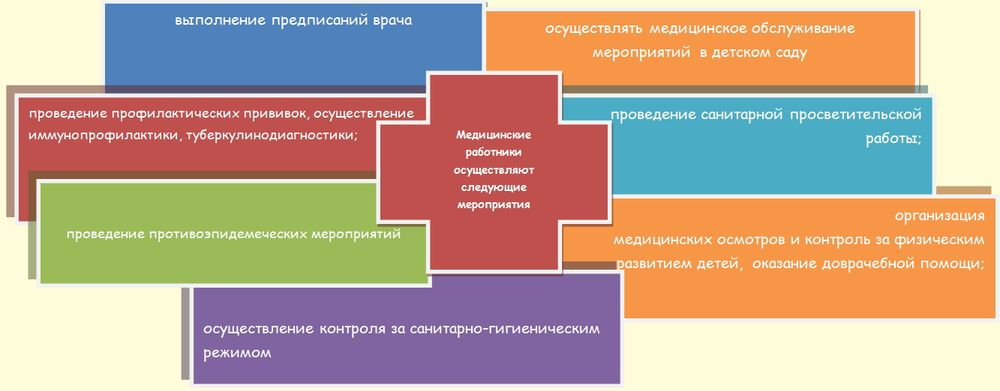 выполнение предписаний врача
осуществлять медицинское обслуживание
мероприятий в детском саду
проведение профилактических прививок, осуществление
иммунопрофилактики, туберкулинодиагностики;
Медицинские
работники
осуществляют
следующие
мероприятия
проведение санитарной просветительской
работы;
проведение противоэпидемеческих мероприятий
организация
медицинских осмотров и контроль за физическим
развитием детей, оказание доврачебной помощи;
осуществление контроля за санитарно-гигиеническим
режимом